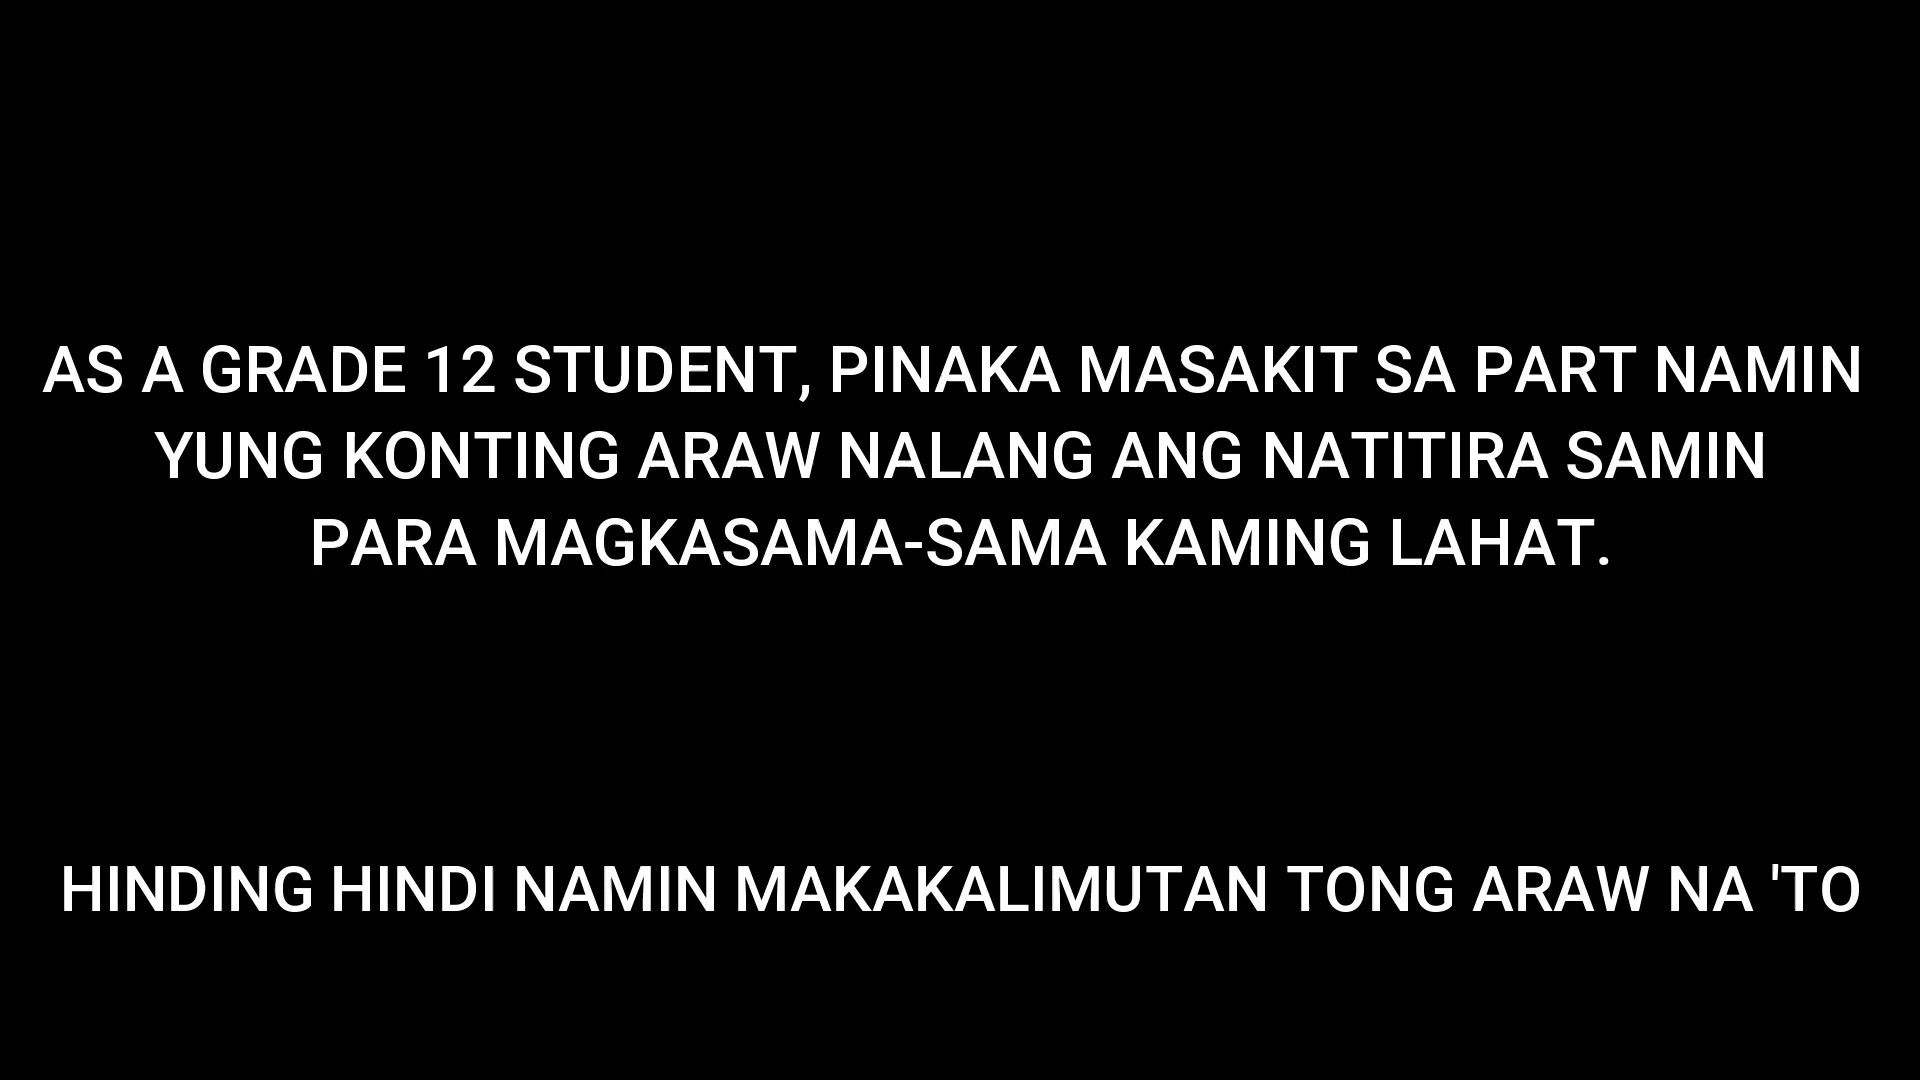 AS A GRADE 12 STUDENT, PINAKA MASAKIT SA PART NAMIN
YUNG KONTING ARAW NALANG ANG NATITIRA SAMIN
PARA MAGKASAMA-SAMA KAMING LAHAT.
HINDING HINDI NAMIN MAKAKALIMUTAN TONG ARAW NA 'TO